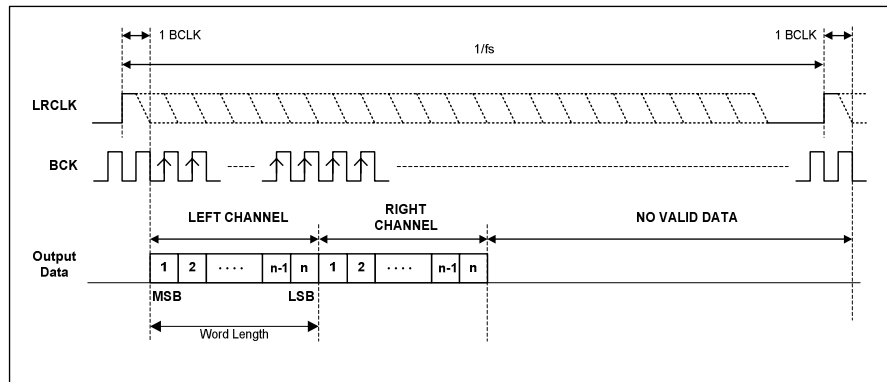 1 BCLK
1 BCLK
1/fs
LRCLK
BCK
LEFT CHANNEL
RIGHT
CHANNEL
NO VALID DATA
Output
Data
1 2 .... n-1 n 1 2 .... n-1 n
MSB
LSB
Word Length